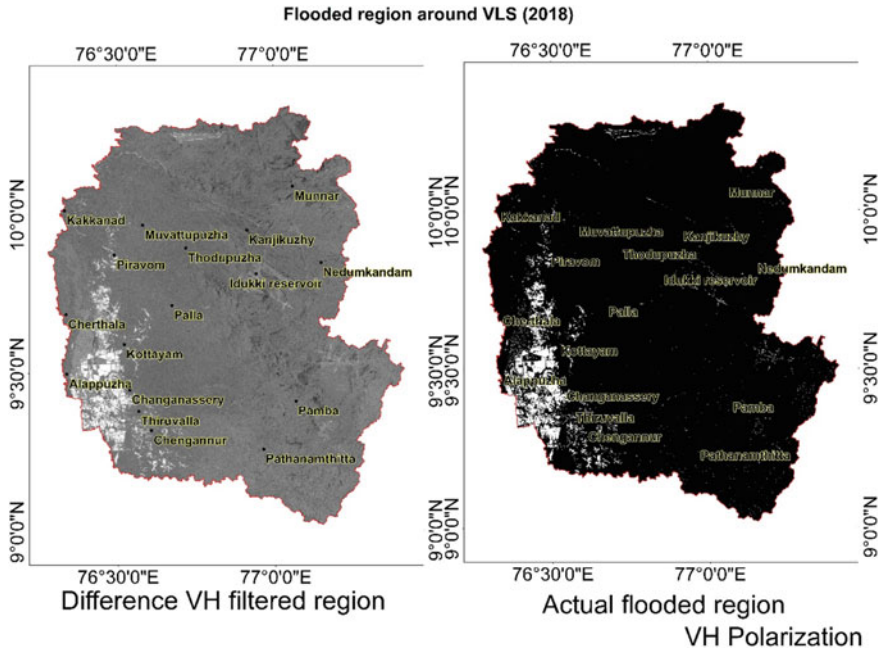 Flooded region around VLS (2018)
76°30'0"E 77°0'0"E
76°30'0"E 77°0'0"E
10°0'0"N
9°30'0"N
9°0'0"N
Munnar
Kakkanad
Muvattupuzha
Kanjikuzhy
Piravom
Thodupuzha
Nedumkandam
Idukki reservoir
Palla
Cherthala
Kottayam
Alappuzha
Changanassery
Pamba
Thiruvalla
Chengannur
Pathanamthitta
76°30'0"E 77°0'0"E
Difference VH filtered region
10°0'0"N
9°30'0"N
9°0'0"N
Munnar
Kakkanad
Muvattupuzha
Kanjikuzhy
Piravom
Thodupuzha
Nedumkandam
Idukki reservoir
Palla
Cherthala
Kottayam
Alappuzha
Changanassery
Pamba
Thiruvalla
Chengannur
Pathanamthitta
10°0'0"N
9°30'0"N
9°0'0"N
76°30'0"E 77°0'0"E
Actual flooded region
VH Polarization